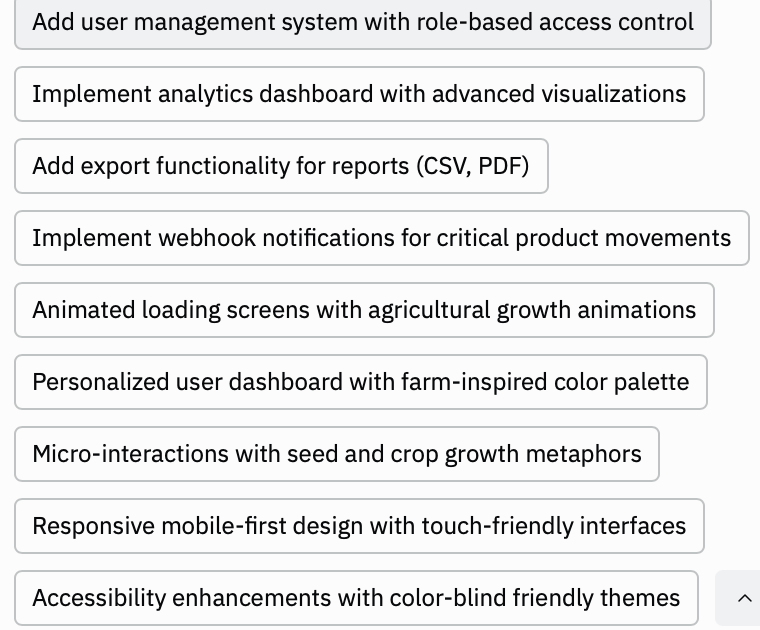 Add user management system with role-based access control
Implement analytics dashboard with advanced visualizations
Add export functionality for reports (CSV, PDF)
Implement webhook notifications for critical product movements
Animated loading screens with agricultural growth animations
Personalized user dashboard with farm-inspired color palette
Micro-interactions with seed and crop growth metaphors
Responsive mobile-first design with touch-friendly interfaces
Accessibility enhancements with color-blind friendly themes